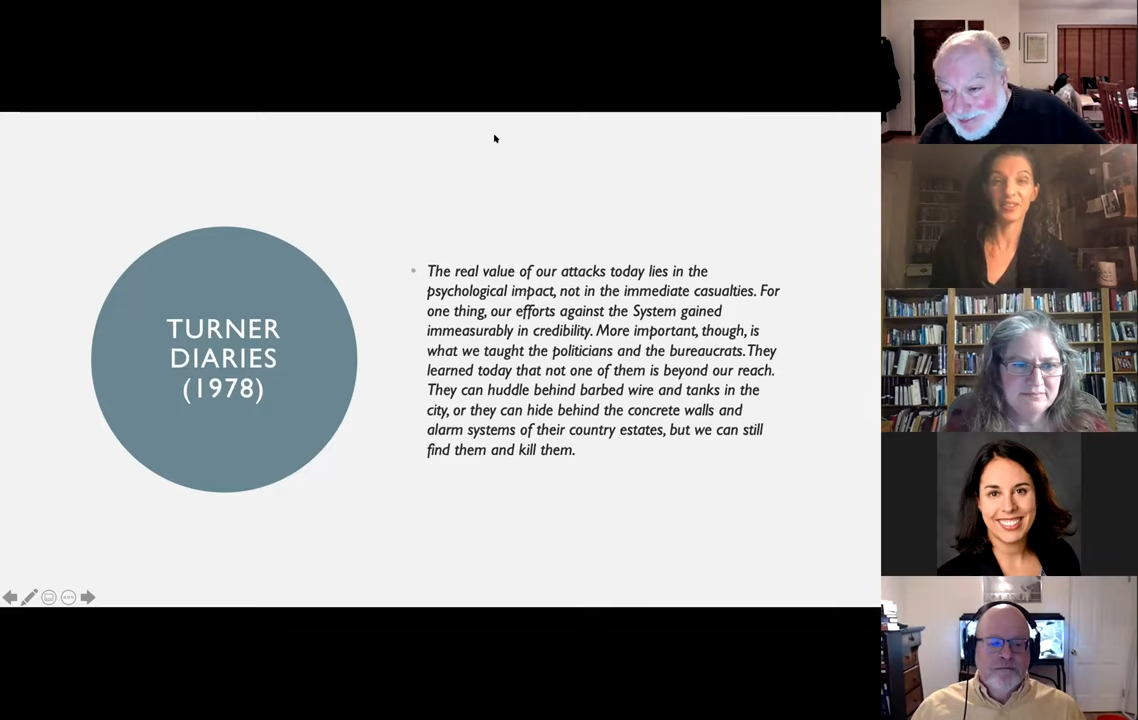 TURNER
DIARIES
(1978)
The real value of our attacks today lies in the
psychological impact, not in the immediate casualties. For
one thing, our efforts against the System gained
immeasurably in credibility. More important, though, is
what we taught the politicians and the bureaucrats. They
learned today that not one of them is beyond our reach.
They can huddle behind barbed wire and tanks in the
city, or they can hide behind the concrete walls and
alarm systems of their country estates, but we can still
find them and kill them.